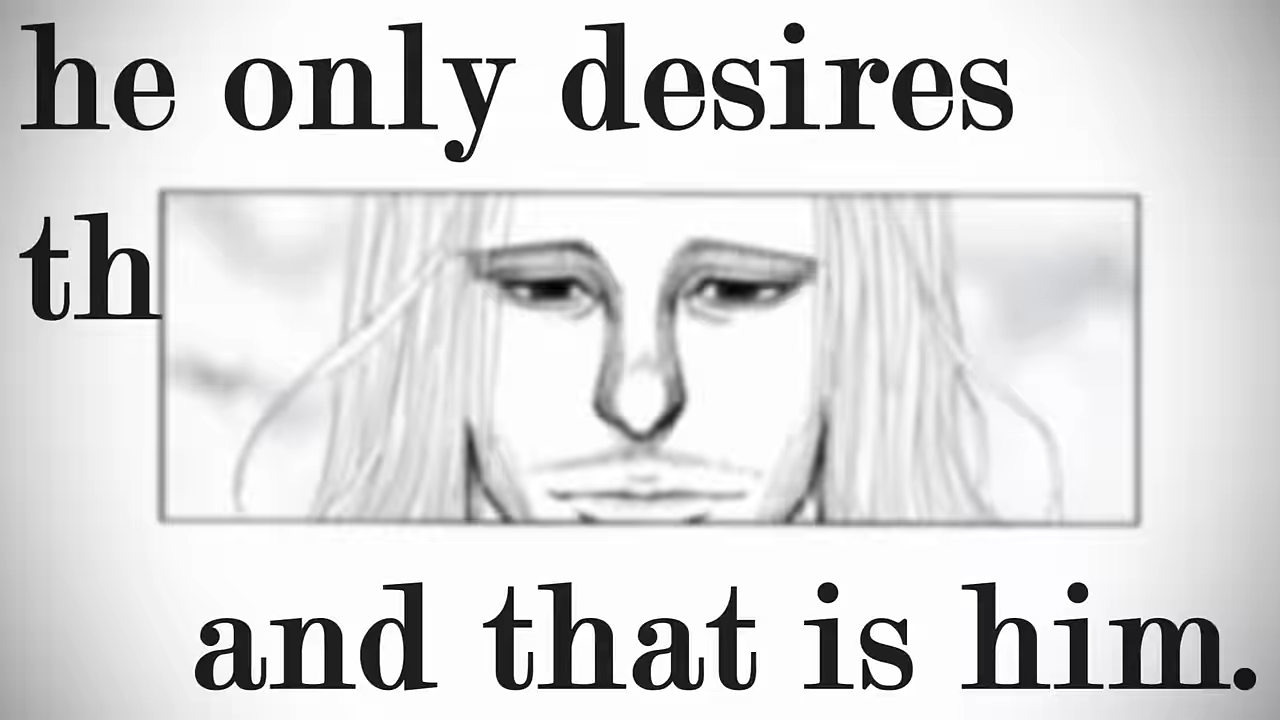 he only desires
th
and that is him.